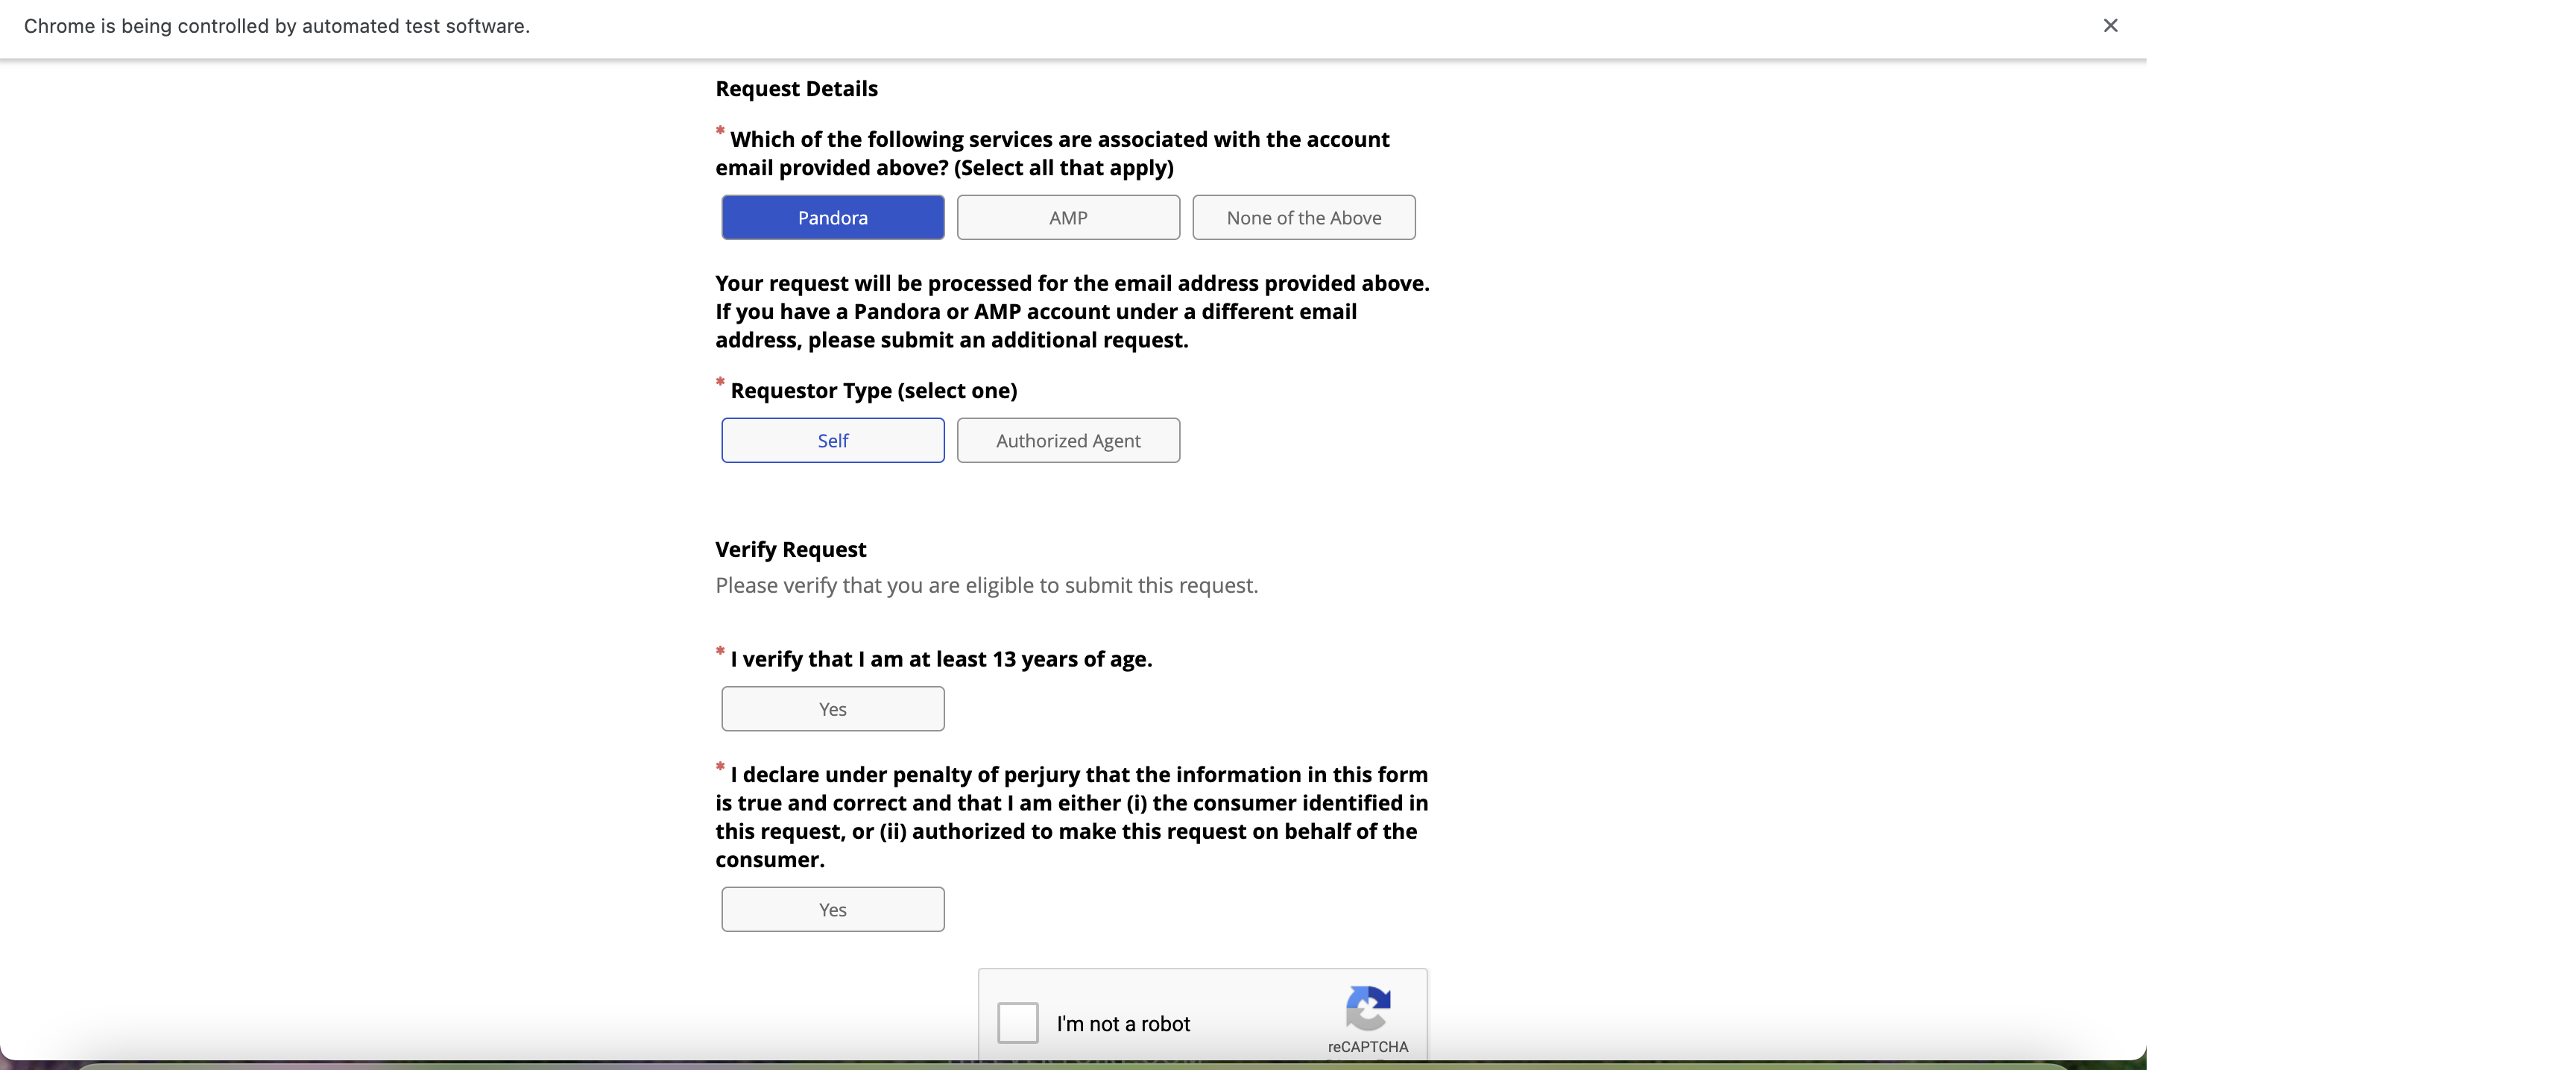 Chrome is being controlled by automated test software.
Request Details
* Which of the following services are associated with the account
email provided above? (Select all that apply)
Pandora
AMP
None of the Above
Your request will be processed for the email address provided above.
If you have a Pandora or AMP account under a different email
address, please submit an additional request.
* Requestor Type (select one)
Self
Authorized Agent
Verify Request
Please verify that you are eligible to submit this request.
* I verify that I am at least 13 years of age.
Yes
* I declare under penalty of perjury that the information in this form
is true and correct and that I am either (i) the consumer identified in
this request, or (ii) authorized to make this request on behalf of the
consumer.
Yes
I'm not a robot
reCAPTCHA